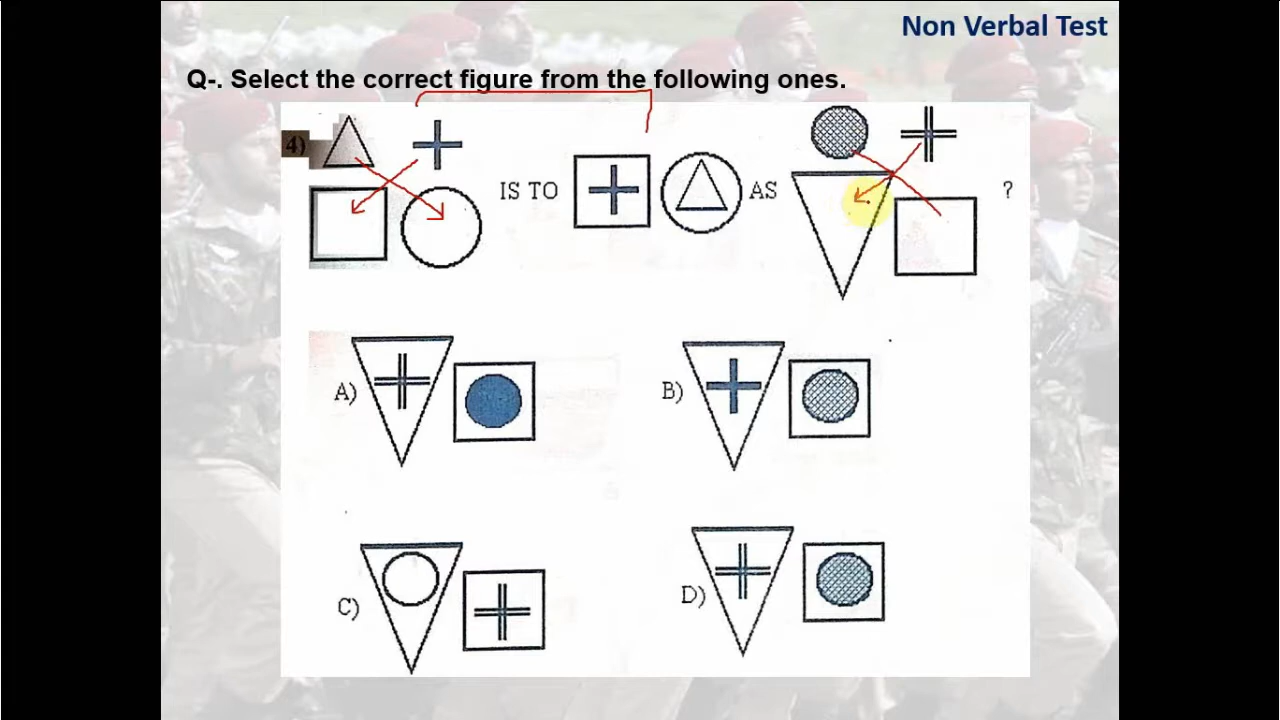 Non Verbal Test
Q-. Select the correct figure from the following ones.
4)
IS TO
AS
?
A)
B)
C)
D)